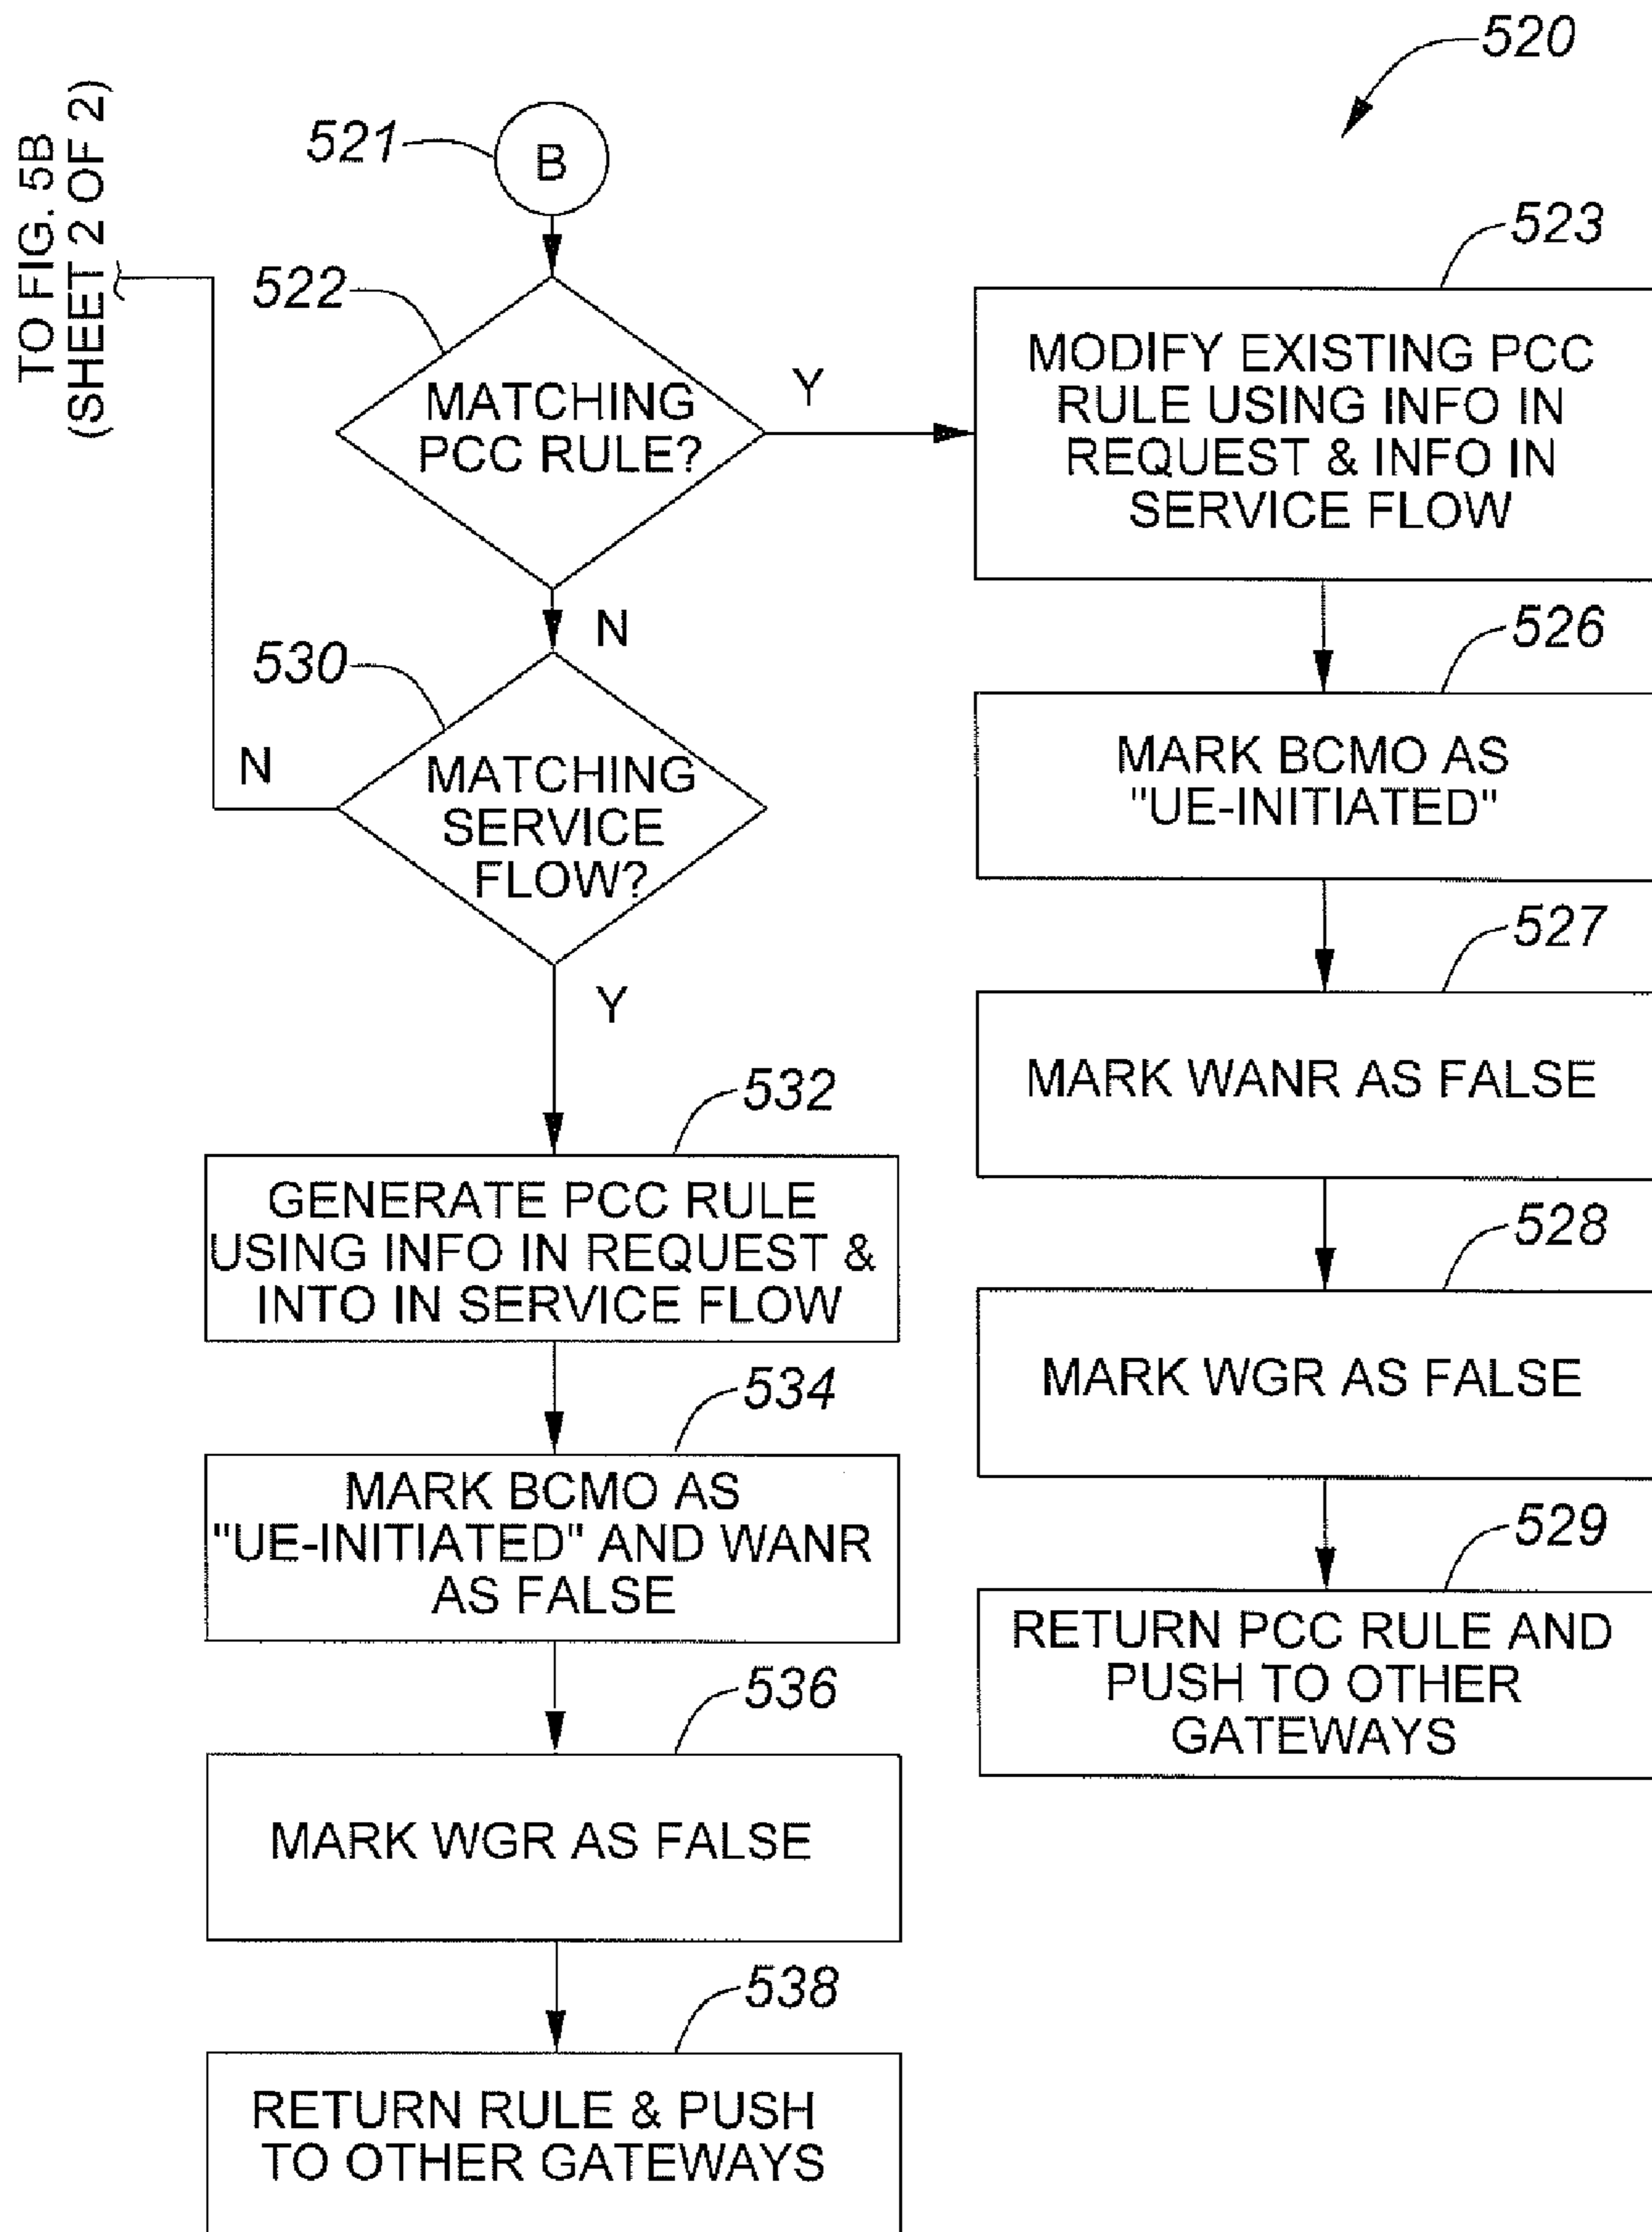 520
TO FIG. 5B
(SHEET 2 OF 2)
521
B
522
MATCHING
PCC RULE?
Y
N
523
MODIFY EXISTING PCC
RULE USING INFO IN
REQUEST & INFO IN
SERVICE FLOW
526
MARK BCMO AS
"UE-INITIATED"
527
MARK WANR AS FALSE
528
MARK WGR AS FALSE
529
RETURN PCC RULE AND
PUSH TO OTHER
GATEWAYS
530
MATCHING
SERVICE
FLOW?
N
Y
532
GENERATE PCC RULE
USING INFO IN REQUEST &
INTO IN SERVICE FLOW
534
MARK BCMO AS
"UE-INITIATED" AND WANR
AS FALSE
536
MARK WGR AS FALSE
538
RETURN RULE & PUSH
TO OTHER GATEWAYS